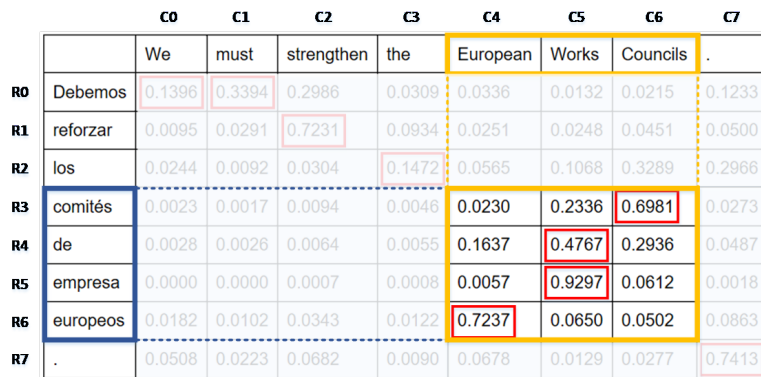 C0 C1 C2 C3 C4 C5 C6 C7
We must strengthen the European Works Councils .
R0 Debemos 0.1396 0.3394 0.2986 0.0309 0.0336 0.0132 0.0215 0.1233
R1 reforzar 0.0095 0.0291 0.7231 0.0934 0.0251 0.0248 0.0451 0.0500
R2 los 0.0244 0.0092 0.0304 0.1472 0.0565 0.1068 0.3289 0.2966
R3 comités 0.0023 0.0017 0.0094 0.0046 0.0230 0.2336 0.6981 0.0273
R4 de 0.0028 0.0026 0.0064 0.0055 0.1637 0.4767 0.2936 0.0487
R5 empresa 0.0000 0.0000 0.0007 0.0008 0.0057 0.9297 0.0612 0.0018
R6 europeos 0.0182 0.0102 0.0343 0.0122 0.7237 0.0650 0.0502 0.0863
R7 . 0.0508 0.0223 0.0682 0.0090 0.0678 0.0129 0.0277 0.7413